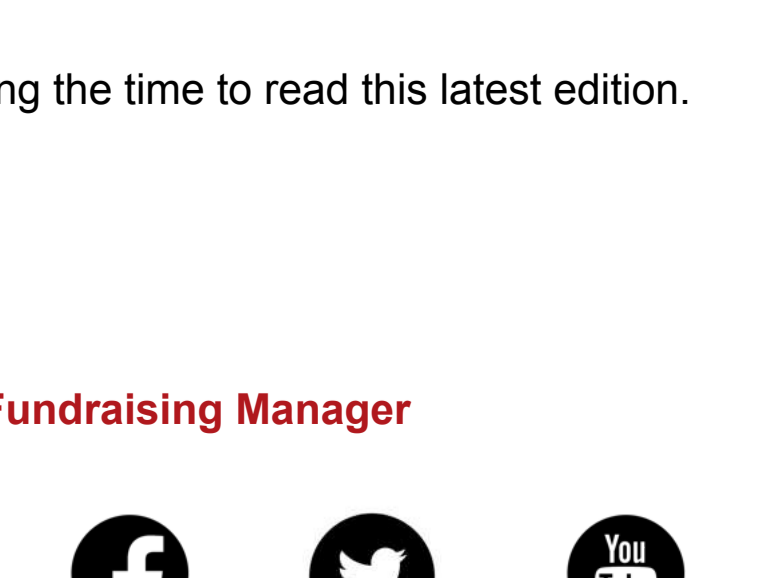 ng the time to read this latest edition.
Fundraising Manager
You